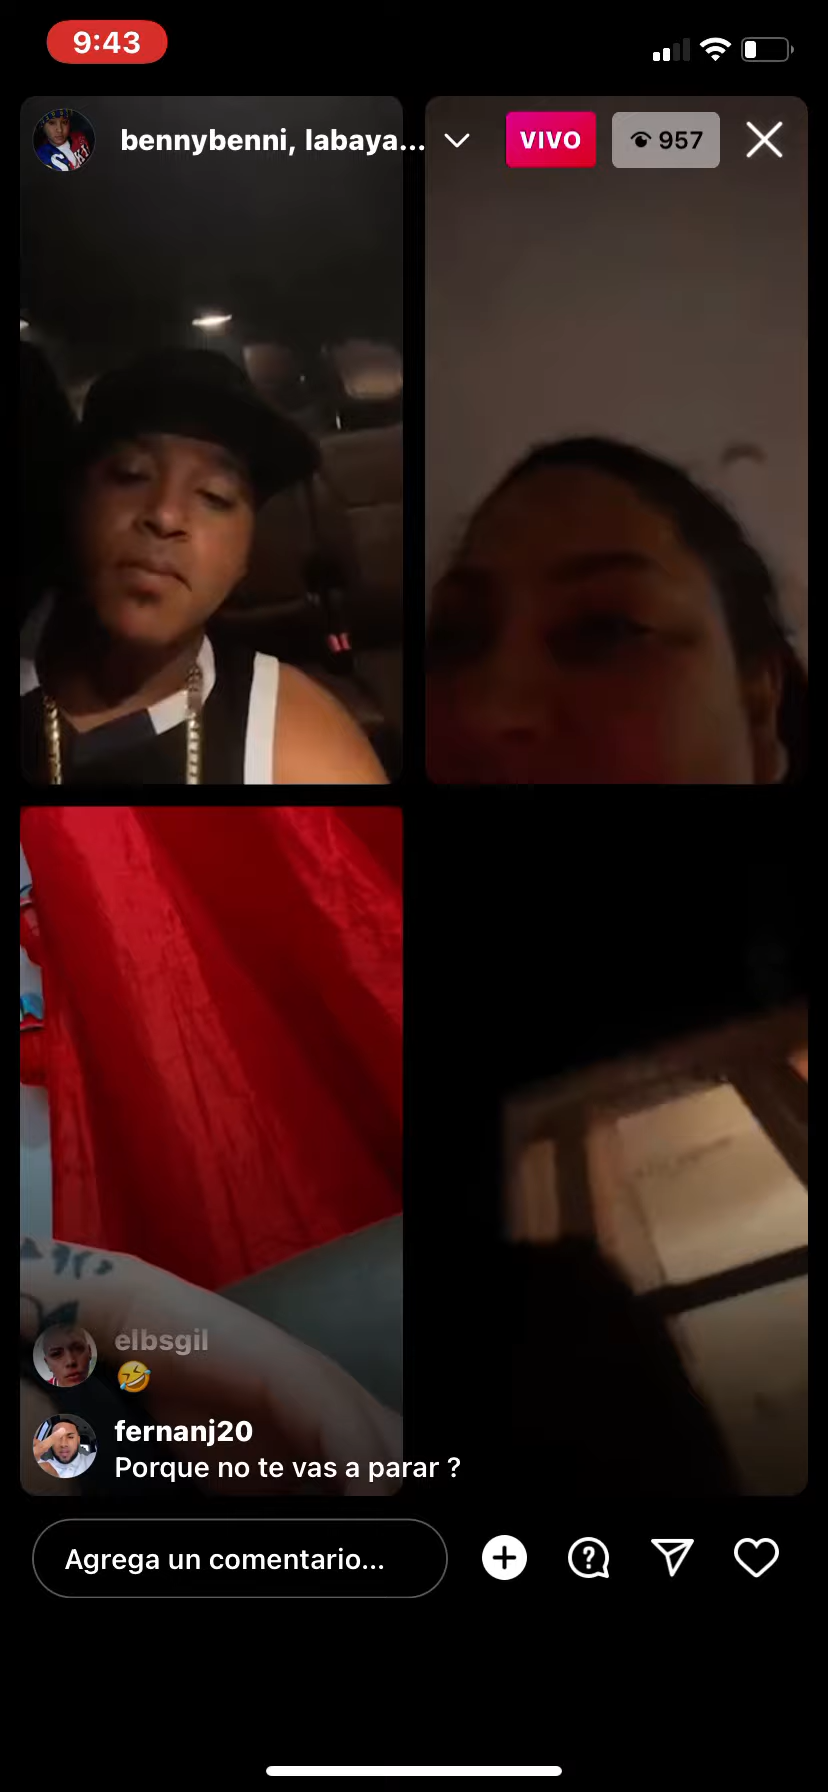 9:43
bennybenni, labaya...
VIVO
957
elbsgil
🤣
fernanj20
Porque no te vas a parar ?
Agrega un comentario...